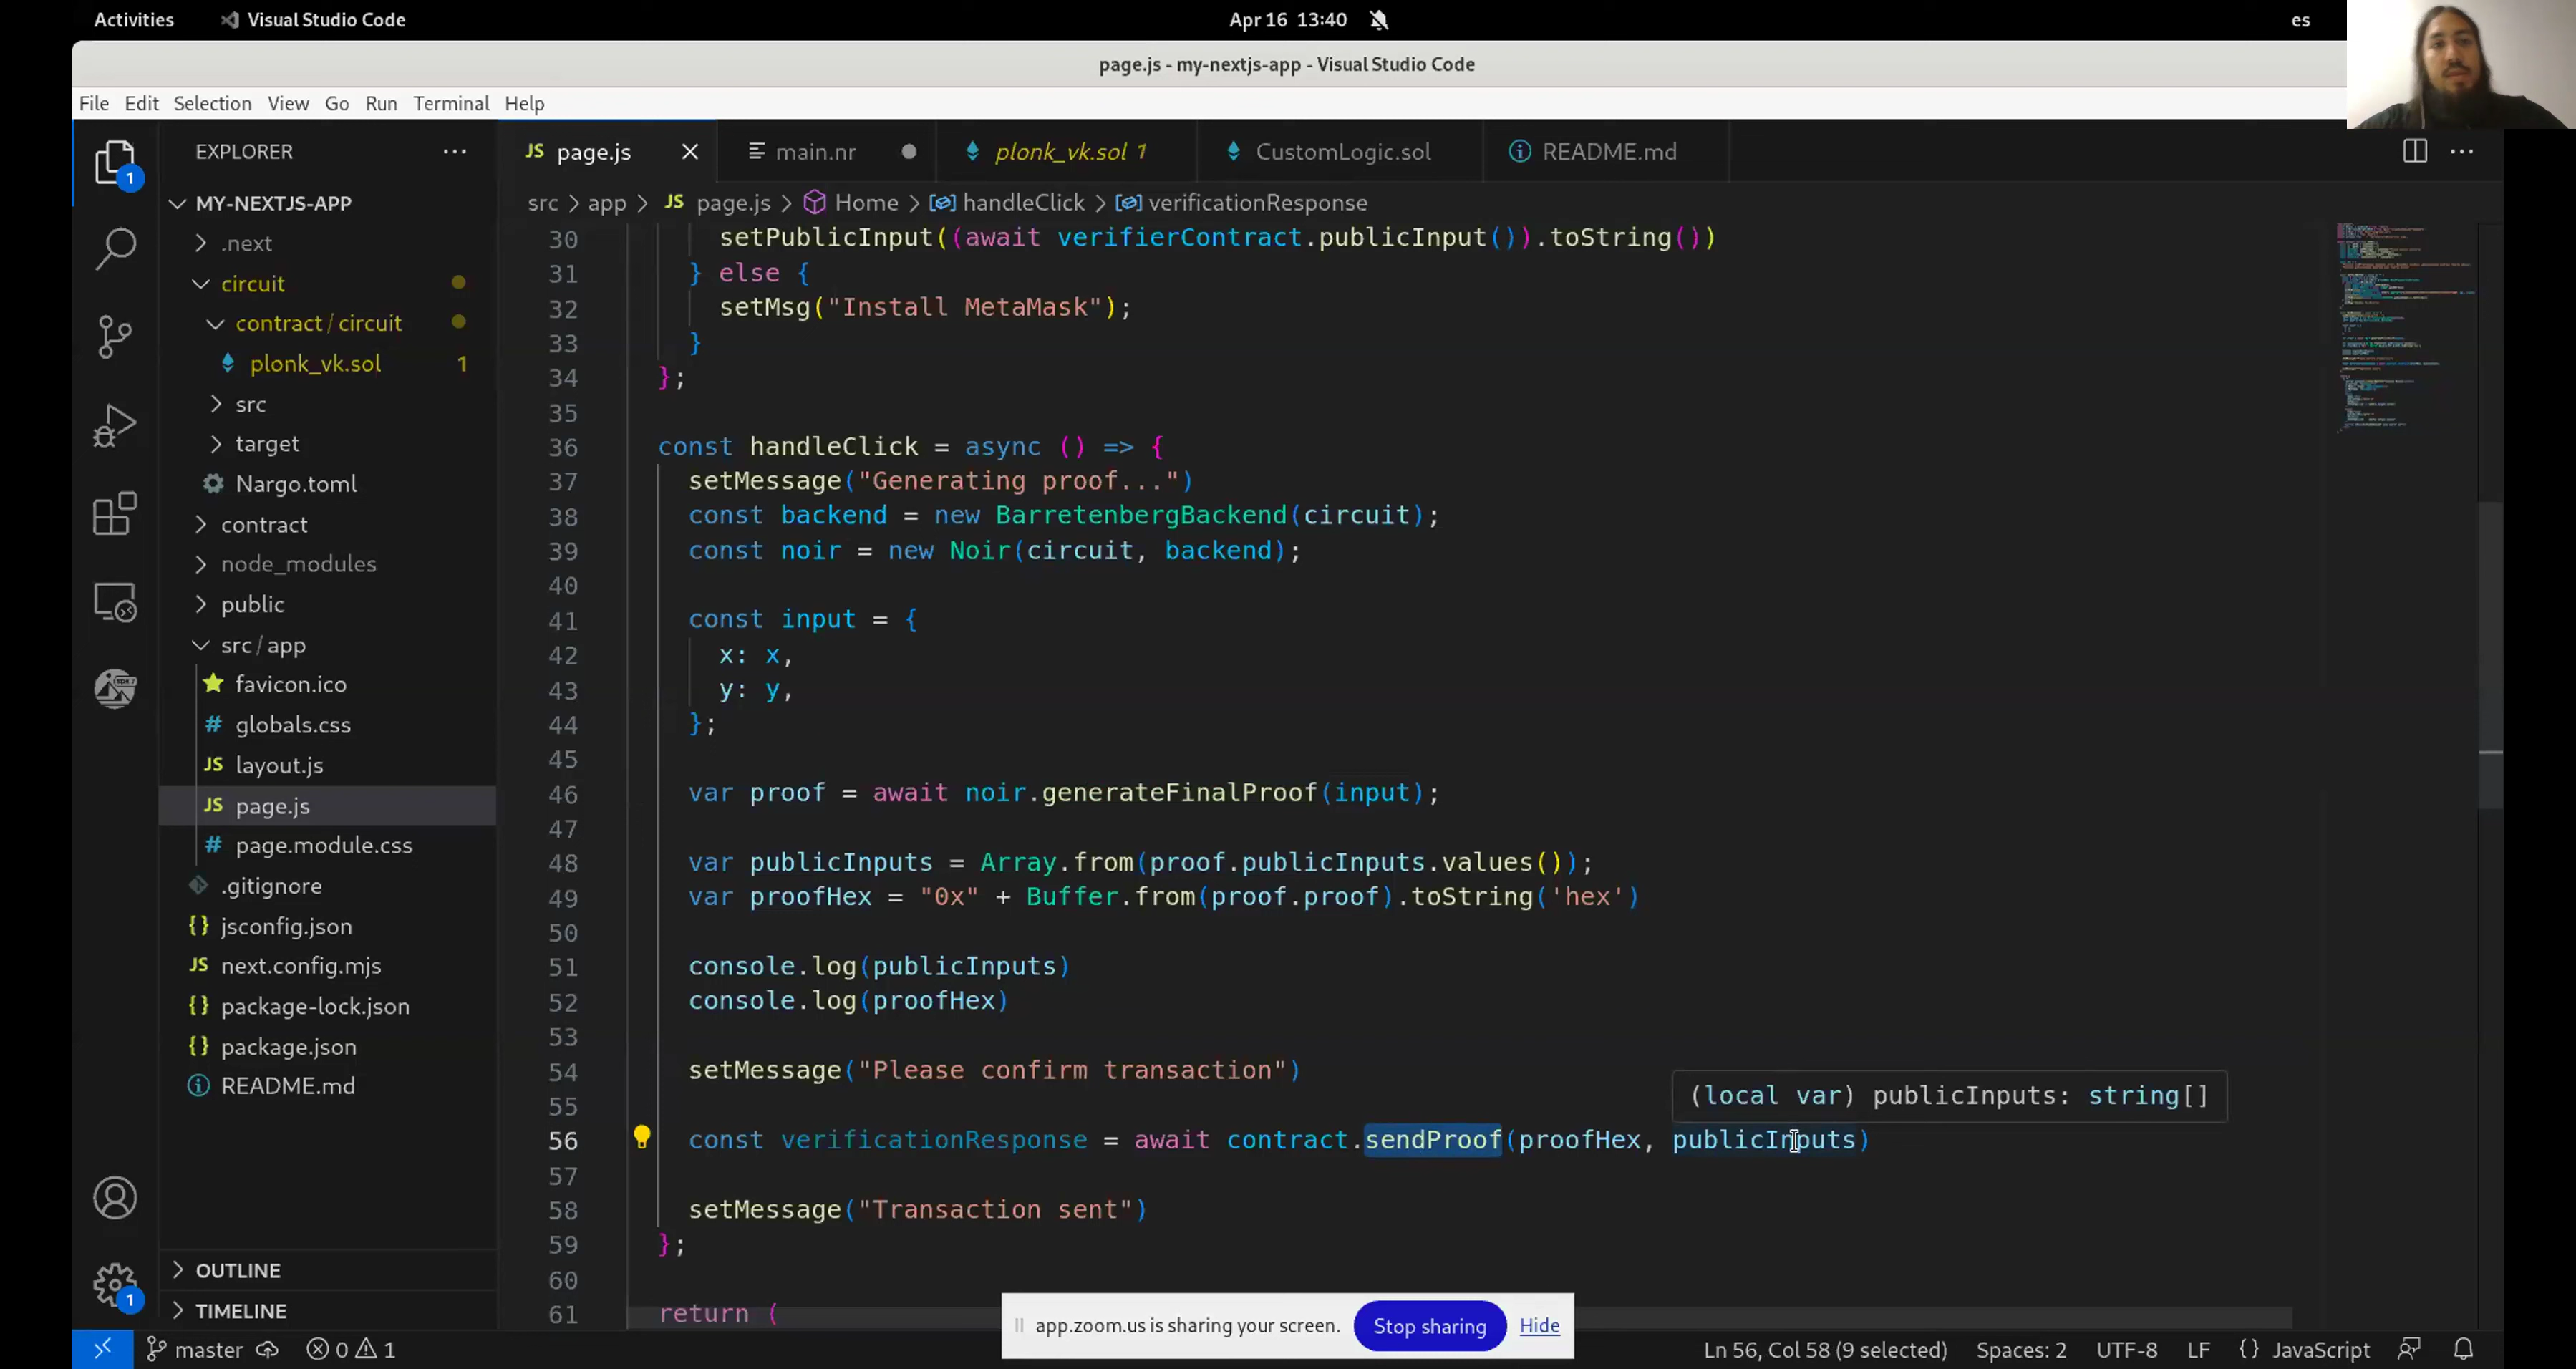 Activities Visual Studio Code Apr 16 13:40 es
page.js - my-nextjs-app - Visual Studio Code
File Edit Selection View Go Run Terminal Help
EXPLORER
MY-NEXTJS-APP
.next
circuit
contract / circuit
plonk_vk.sol 1
src
target
Nargo.toml
contract
node_modules
public
src / app
favicon.ico
globals.css
JS layout.js
JS page.js
page.module.css
.gitignore
{} jsconfig.json
JS next.config.mjs
{} package-lock.json
{} package.json
README.md
OUTLINE
TIMELINE
1
1
JS page.js main.nr plonk_vk.sol 1 CustomLogic.sol README.md
src > app > JS page.js > Home > handleClick > verificationResponse
30 setPublicInput((await verifierContract.publicInput()).toString())
31 } else {
32 setMsg("Install MetaMask");
33 }
34 };
35
36 const handleClick = async () => {
37 setMessage("Generating proof...")
38 const backend = new BarretenbergBackend(circuit);
39 const noir = new Noir(circuit, backend);
40
41 const input = {
42 x: x,
43 y: y,
44 };
45
46 var proof = await noir.generateFinalProof(input);
47
48 var publicInputs = Array.from(proof.publicInputs.values());
49 var proofHex = "0x" + Buffer.from(proof.proof).toString('hex')
50
51 console.log(publicInputs)
52 console.log(proofHex)
53
54 setMessage("Please confirm transaction")
(local var) publicInputs: string[]
55
56 const verificationResponse = await contract.sendProof(proofHex, publicInputs)
57
58 setMessage("Transaction sent")
59 };
60
61 return (
app.zoom.us is sharing your screen. Stop sharing Hide
master 0 1 Ln 56, Col 58 (9 selected) Spaces: 2 UTF-8 LF {} JavaScript